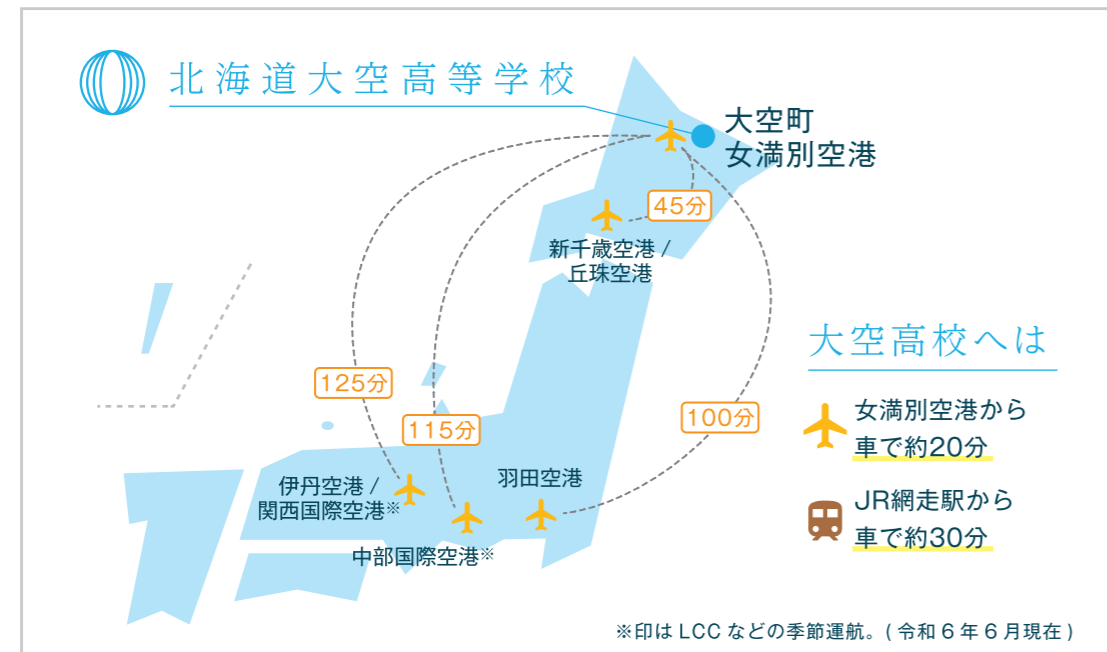 北海道大空高等学校
大空町
女満別空港
45分
新千歳空港 /
丘珠空港
125分
115分
100分
伊丹空港 /
関西国際空港※
中部国際空港※
羽田空港
大空高校へは
女満別空港から
車で約20分
JR網走駅から
車で約30分
※印は LCC などの季節運航。( 令和 6 年 6 月現在 )